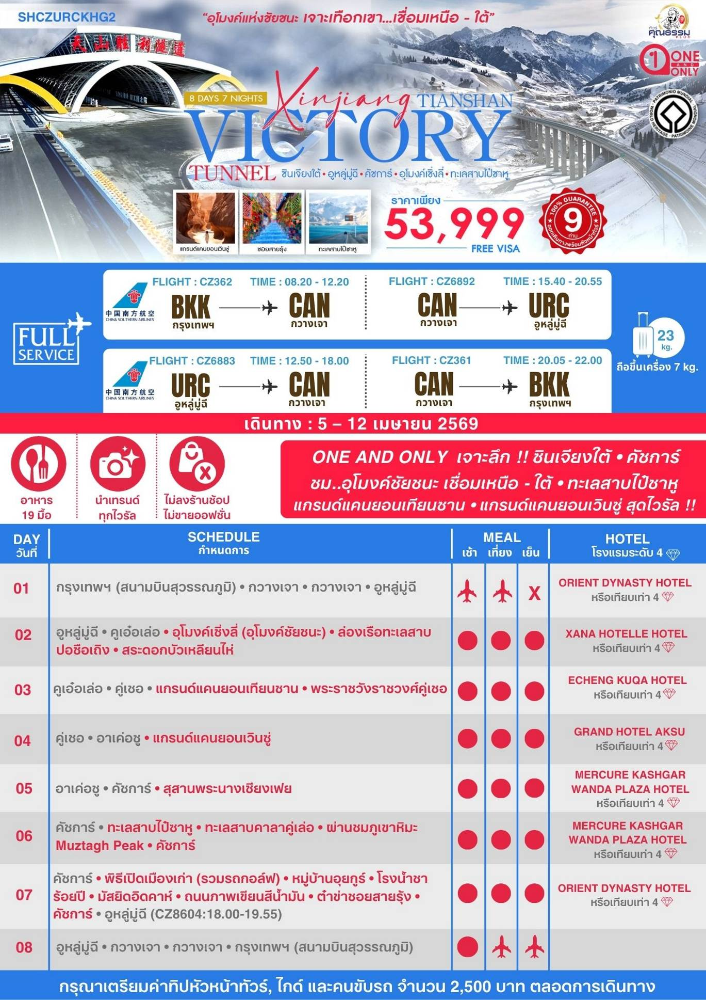 SHCZURCKHG2
“อุโมงค์แห่งชัยชนะ เจาะเทือกเขา...เชื่อมเหนือ - ใต้”
ทัวร์
คุณธรรม
PLUS
天山胜利隧道
1 ONE
AND
ONLY
8 DAYS 7 NIGHTS
Xinjiang TIANSHAN
VICTORY
TUNNEL ซินเจียงใต้ • อูหลู่มู่ฉี • คัชการ์ • อุโมงค์เซิ่งลี่ • ทะเลสาบไป๋ซาหู
WORLD HERITAGE • PATRIMOINE MONDIAL • PATRIMONIO MUNDIAL
แกรนด์แคนยอนเวินซู่
ซอยสายรุ้ง
ทะเลสาบไป๋ซาหู
ราคาเพียง
53,999
FREE VISA
100% GUARANTEE
9
ท่าน
ออกเดินทางพร้อมหัวหน้าทัวร์
FULL
SERVICE
中国南方航空
CHINA SOUTHERN AIRLINES
FLIGHT : CZ362 TIME : 08.20 - 12.20
BKK CAN
กรุงเทพฯ กวางเจา
FLIGHT : CZ6892 TIME : 15.40 - 20.55
CAN URC
กวางเจา อูหลู่มู่ฉี
中国南方航空
CHINA SOUTHERN AIRLINES
FLIGHT : CZ6883 TIME : 12.50 - 18.00
URC CAN
อูหลู่มู่ฉี กวางเจา
FLIGHT : CZ361 TIME : 20.05 - 22.00
CAN BKK
กวางเจา กรุงเทพฯ
23
kg.
ถือขึ้นเครื่อง 7 kg.
เดินทาง : 5 – 12 เมษายน 2569
อาหาร
19 มื้อ
นำเทรนด์
ทุกไวรัล
X
ไม่ลงร้านช้อป
ไม่ขายออฟชั่น
ONE AND ONLY เจาะลึก !! ซินเจียงใต้ • คัชการ์
ชม..อุโมงค์ชัยชนะ เชื่อมเหนือ - ใต้ • ทะเลสาบไป๋ซาหู
แกรนด์แคนยอนเทียนซาน • แกรนด์แคนยอนเวินซู่ สุดไวรัล !!
DAY SCHEDULE MEAL HOTEL
วันที่ กำหนดการ เช้า เที่ยง เย็น โรงแรมระดับ 4
01 กรุงเทพฯ (สนามบินสุวรรณภูมิ) • กวางเจา • กวางเจา • อูหลู่มู่ฉี X
ORIENT DYNASTY HOTEL
หรือเทียบเท่า 4
02 อูหลู่มู่ฉี • คูเอ๋อเล่อ • อุโมงค์เซิ่งลี่ (อุโมงค์ชัยชนะ) • ล่องเรือทะเลสาบ
ปอซือเถิง • สระดอกบัวเหลียนไห่
XANA HOTELLE HOTEL
หรือเทียบเท่า 4
03 คูเอ๋อเล่อ • คู่เชอ • แกรนด์แคนยอนเทียนซาน • พระราชวังราชวงศ์คู่เชอ
ECHENG KUQA HOTEL
หรือเทียบเท่า 4
04 คู่เชอ • อาเค่อซู • แกรนด์แคนยอนเวินซู่
GRAND HOTEL AKSU
หรือเทียบเท่า 4
05 อาเค่อซู • คัชการ์ • สุสานพระนางเซียงเฟย
MERCURE KASHGAR
WANDA PLAZA HOTEL
หรือเทียบเท่า 4
06 คัชการ์ • ทะเลสาบไป๋ซาหู • ทะเลสาบคาลาคู่เล่อ • ผ่านชมภูเขาหิมะ
Muztagh Peak • คัชการ์
MERCURE KASHGAR
WANDA PLAZA HOTEL
หรือเทียบเท่า 4
07 คัชการ์ • พิธีเปิดเมืองเก่า (รวมรถกอล์ฟ) • หมู่บ้านอุยกูร์ • โรงน้ำชา
ร้อยปี • มัสยิดอิดคาห์ • ถนนภาพเขียนสีน้ำมัน • ต๋าข่าซอยสายรุ้ง •
คัชการ์ • อูหลู่มู่ฉี (CZ8604:18.00-19.55)
ORIENT DYNASTY HOTEL
หรือเทียบเท่า 4
08 อูหลู่มู่ฉี • กวางเจา • กวางเจา • กรุงเทพฯ (สนามบินสุวรรณภูมิ)
กรุณาเตรียมค่าทิปหัวหน้าทัวร์, ไกด์ และคนขับรถ จำนวน 2,500 บาท ตลอดการเดินทาง